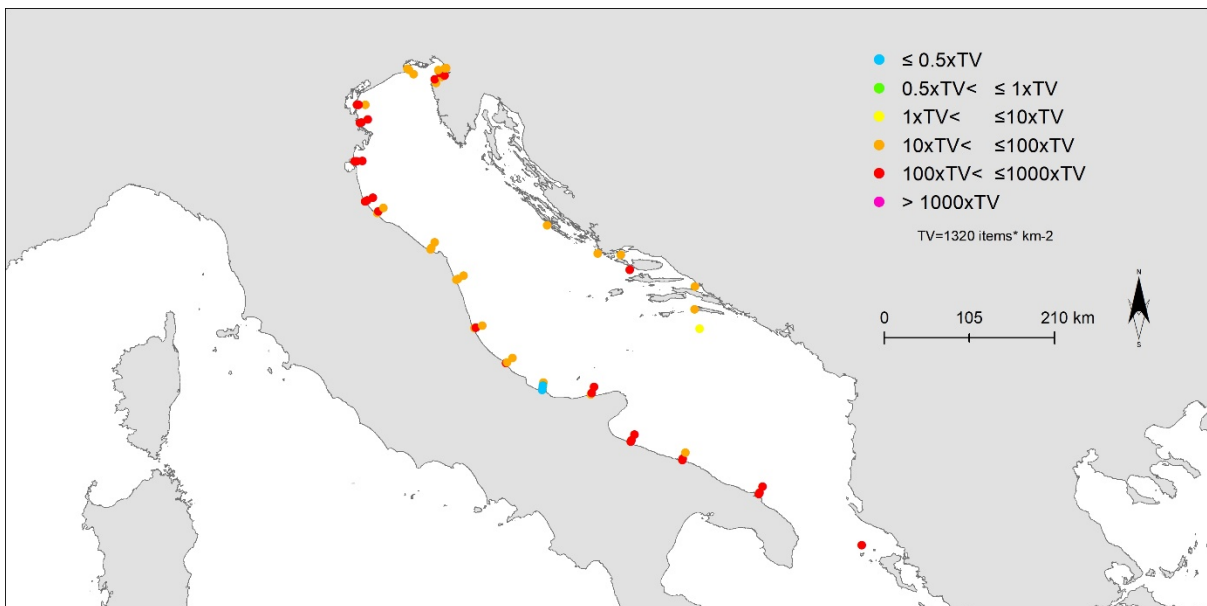 ≤ 0.5xTV
0.5xTV< ≤ 1xTV
1xTV< ≤10xTV
10xTV< ≤100xTV
100xTV< ≤1000xTV
> 1000xTV
TV=1320 items* km-2
N
S
0 105 210 km